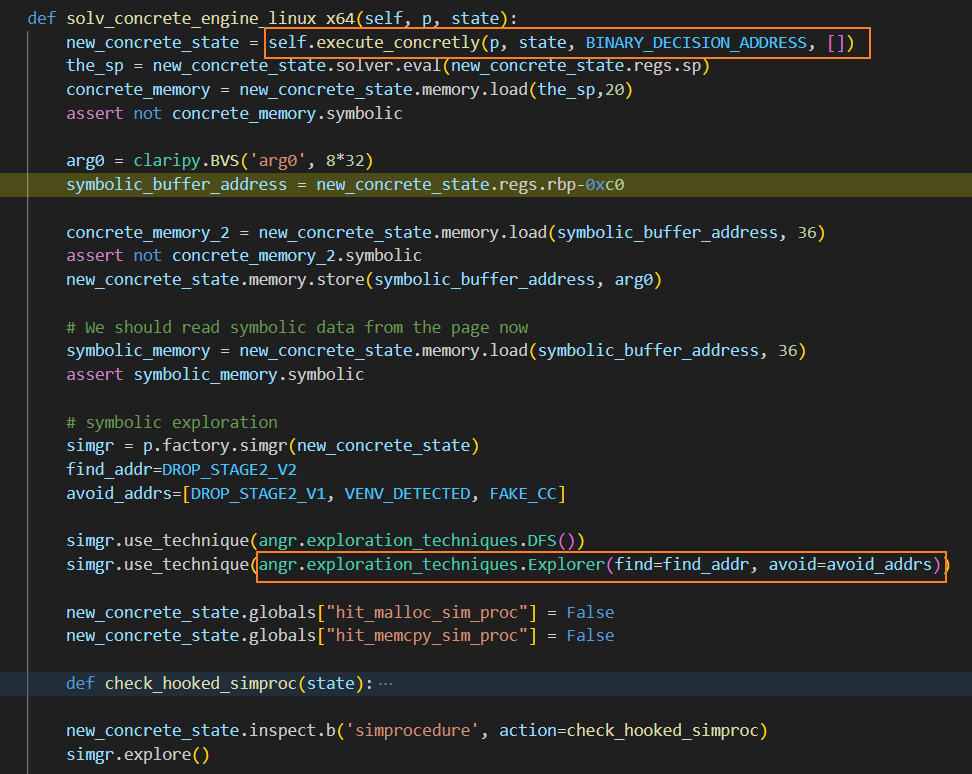 def solv_concrete_engine_linux_x64(self, p, state):
new_concrete_state = self.execute_concretly(p, state, BINARY_DECISION_ADDRESS, [])
the_sp = new_concrete_state.solver.eval(new_concrete_state.regs.sp)
concrete_memory = new_concrete_state.memory.load(the_sp,20)
assert not concrete_memory.symbolic
arg0 = claripy.BVS('arg0', 8*32)
symbolic_buffer_address = new_concrete_state.regs.rbp-0xc0
concrete_memory_2 = new_concrete_state.memory.load(symbolic_buffer_address, 36)
assert not concrete_memory_2.symbolic
new_concrete_state.memory.store(symbolic_buffer_address, arg0)
# We should read symbolic data from the page now
symbolic_memory = new_concrete_state.memory.load(symbolic_buffer_address, 36)
assert symbolic_memory.symbolic
# symbolic exploration
simgr = p.factory.simgr(new_concrete_state)
find_addr=DROP_STAGE2_V2
avoid_addrs=[DROP_STAGE2_V1, VENV_DETECTED, FAKE_CC]
simgr.use_technique(angr.exploration_techniques.DFS())
simgr.use_technique(angr.exploration_techniques.Explorer(find=find_addr, avoid=avoid_addrs))
new_concrete_state.globals["hit_malloc_sim_proc"] = False
new_concrete_state.globals["hit_memcpy_sim_proc"] = False
def check_hooked_simproc(state): ···
new_concrete_state.inspect.b('simprocedure', action=check_hooked_simproc)
simgr.explore()